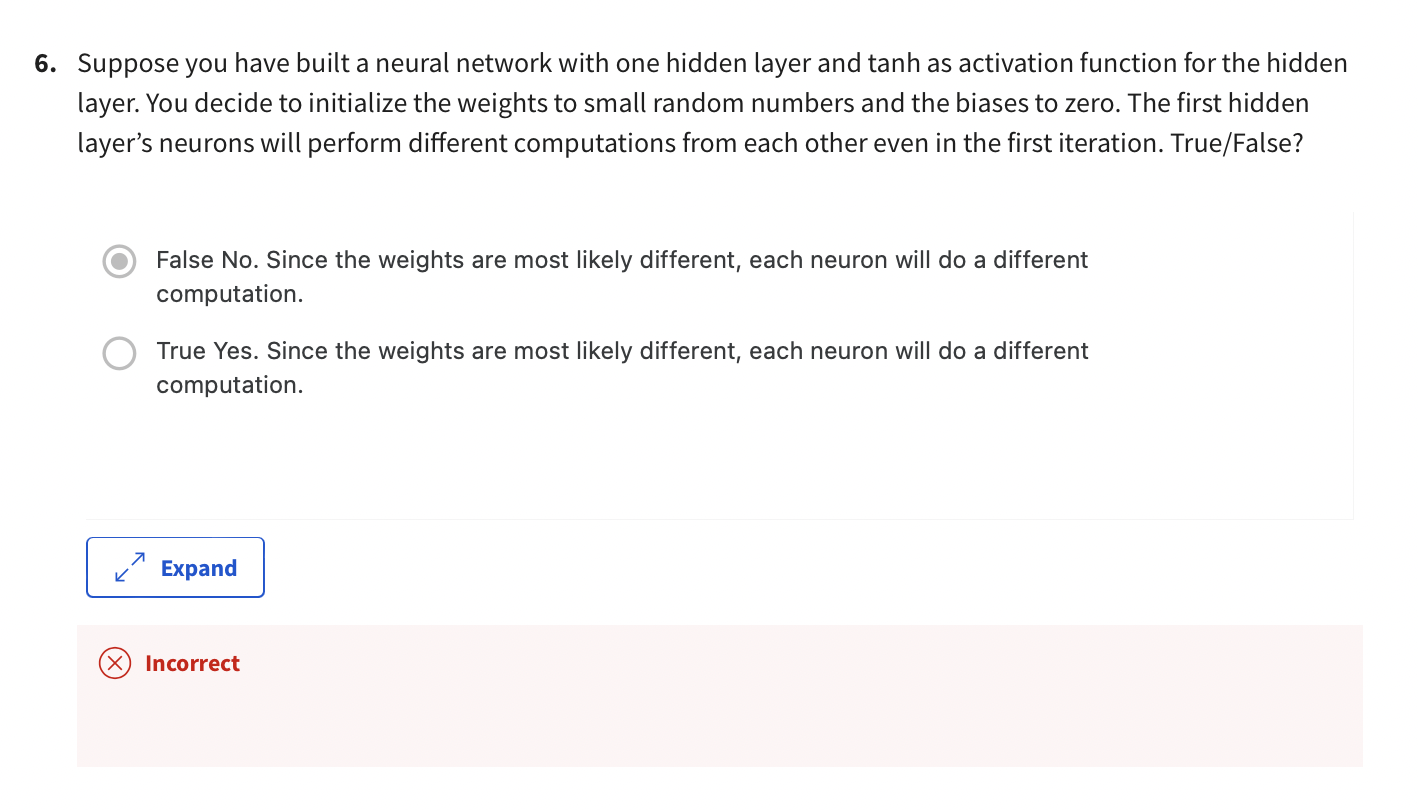 6. Suppose you have built a neural network with one hidden layer and tanh as activation function for the hidden
layer. You decide to initialize the weights to small random numbers and the biases to zero. The first hidden
layer’s neurons will perform different computations from each other even in the first iteration. True/False?
False No. Since the weights are most likely different, each neuron will do a different
computation.
True Yes. Since the weights are most likely different, each neuron will do a different
computation.
Expand
Incorrect